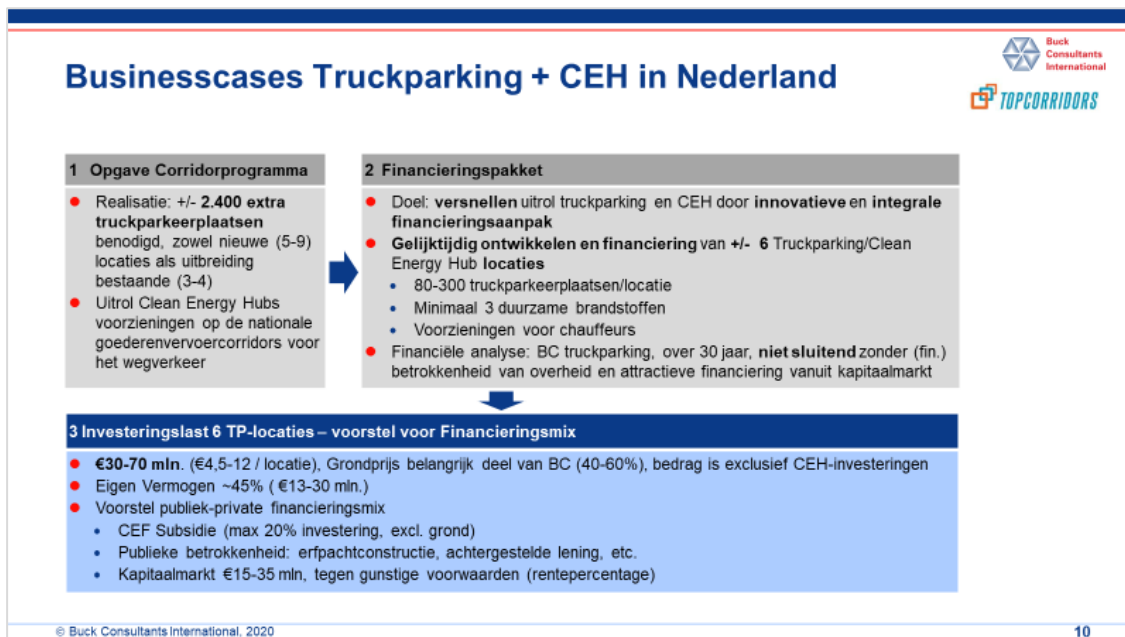 Buck
Consultants
International
TOPCORRIDORS
Businesscases Truckparking + CEH in Nederland
1 Opgave Corridorprogramma
Realisatie: +/- 2.400 extra
truckparkeerplaatsen
benodigd, zowel nieuwe (5-9)
locaties als uitbreiding
bestaande (3-4)
Uitrol Clean Energy Hubs
voorzieningen op de nationale
goederenvervoercorridors voor
het wegverkeer
2 Financieringspakket
Doel: versnellen uitrol truckparking en CEH door innovatieve en integrale
financieringsaanpak
Gelijktijdig ontwikkelen en financiering van +/- 6 Truckparking/Clean
Energy Hub locaties
80-300 truckparkeerplaatsen/locatie
Minimaal 3 duurzame brandstoffen
Voorzieningen voor chauffeurs
Financiële analyse: BC truckparking, over 30 jaar, niet sluitend zonder (fin.)
betrokkenheid van overheid en attractieve financiering vanuit kapitaalmarkt
3 Investeringslast 6 TP-locaties – voorstel voor Financieringsmix
€30-70 mln. (€4,5-12 / locatie), Grondprijs belangrijk deel van BC (40-60%), bedrag is exclusief CEH-investeringen
Eigen Vermogen ~45% ( €13-30 mln.)
Voorstel publiek-private financieringsmix
CEF Subsidie (max 20% investering, excl. grond)
Publieke betrokkenheid: erfpachtconstructie, achtergestelde lening, etc.
Kapitaalmarkt €15-35 mln, tegen gunstige voorwaarden (rentepercentage)
© Buck Consultants International, 2020
10